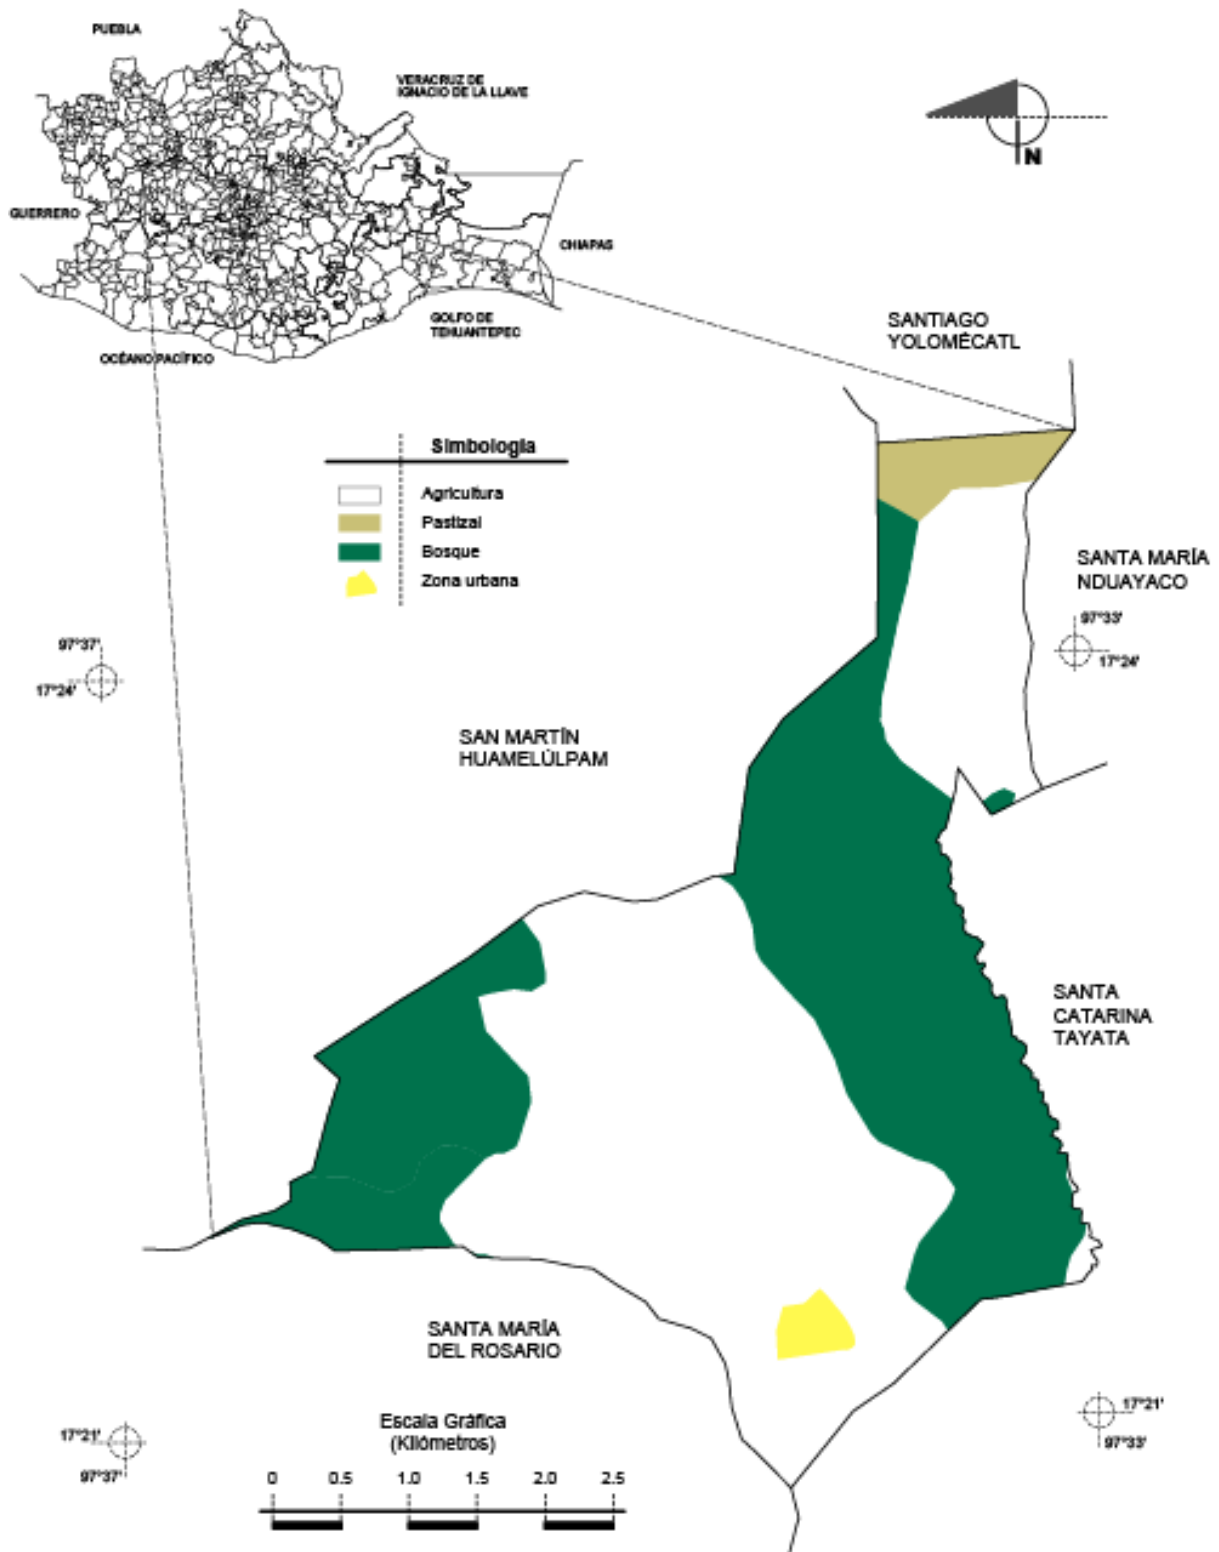 PUEBLA
VERACRUZ DE
IGNACIO DE LA LLAVE
N
GUERRERO
CHIAPAS
GOLFO DE
TEHUANTEPEC
OCÉANO PACÍFICO
SANTIAGO
YOLOMÉCATL
Simbología
Agricultura
Pastizal
Bosque
Zona urbana
SANTA MARÍA
NDUAYACO
97°37'
17°24'
97°33'
17°24'
SAN MARTÍN
HUAMELÚLPAM
SANTA
CATARINA
TAYATA
SANTA MARÍA
DEL ROSARIO
17°21'
97°37'
17°21'
97°33'
Escala Gráfica
(Kilómetros)
0 0.5 1.0 1.5 2.0 2.5